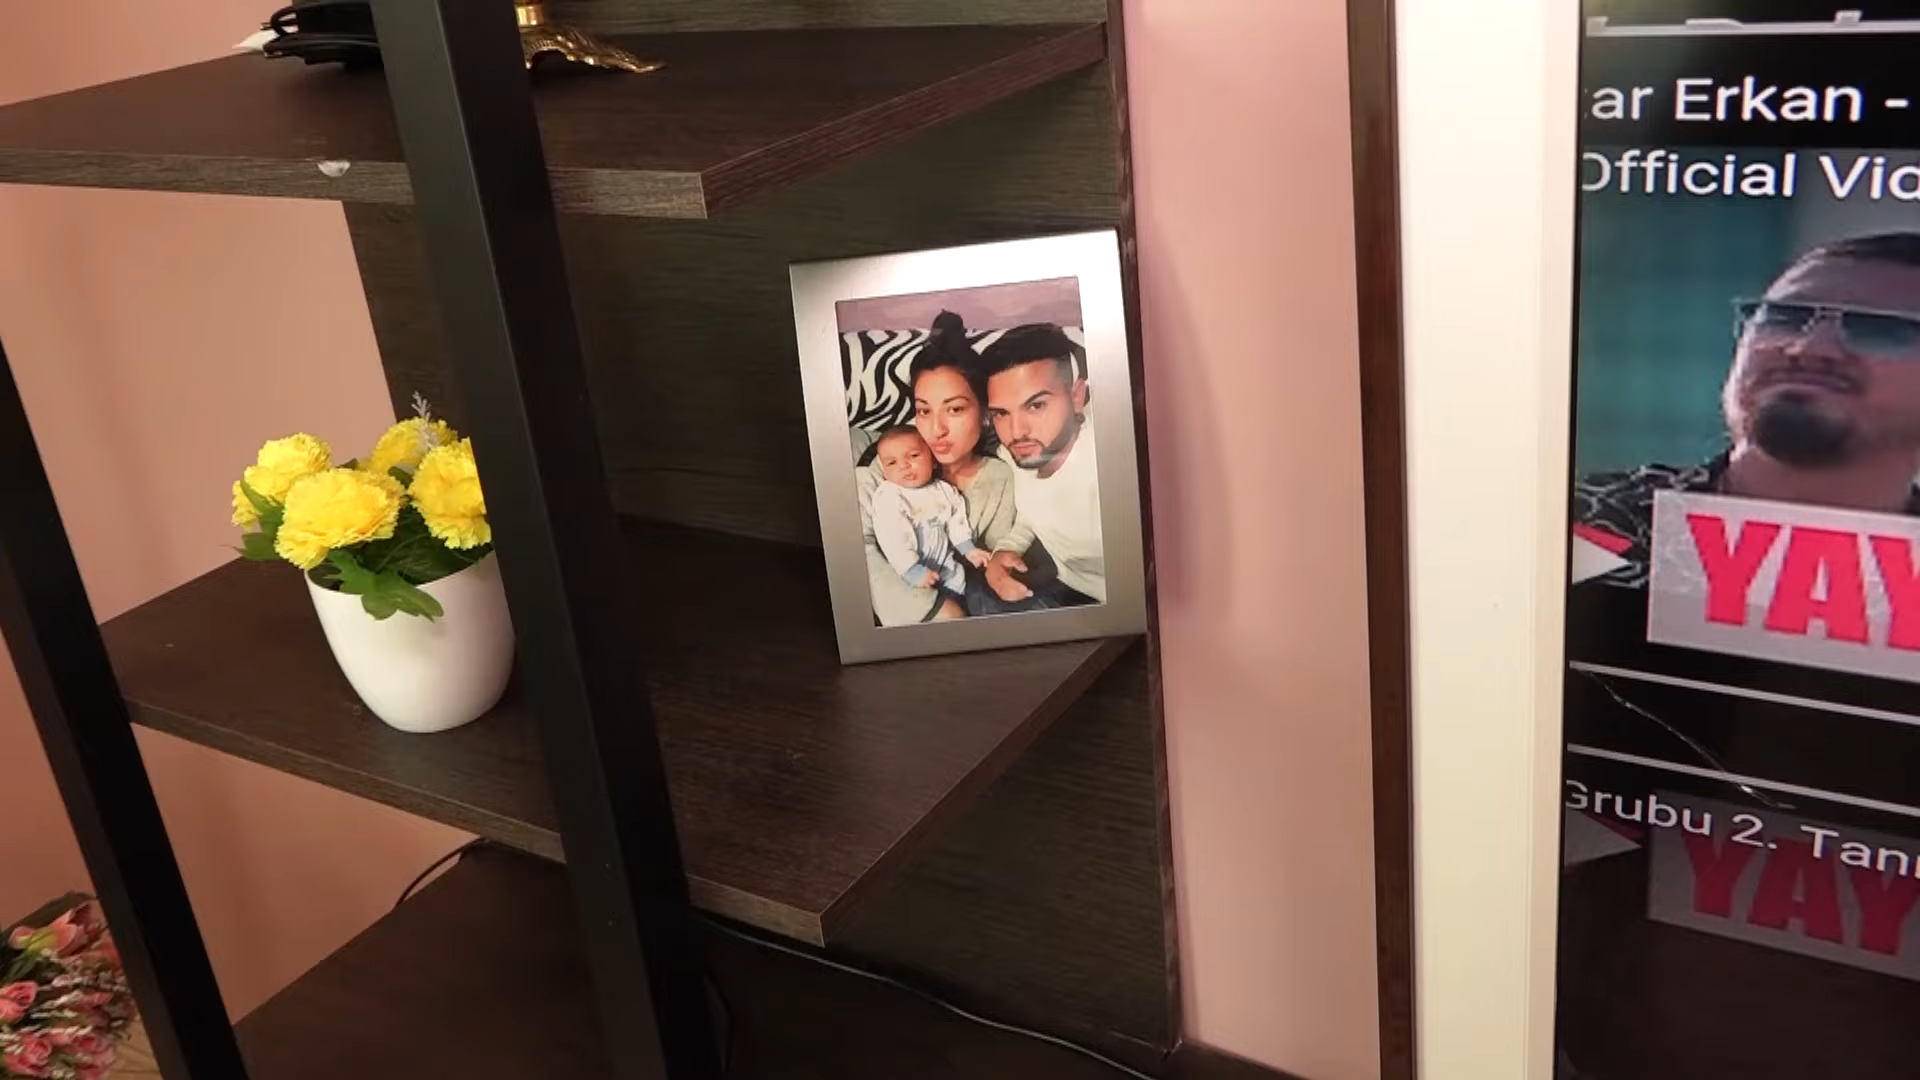 ar Erkan -
Official Vid
YAY
Grubu 2. Tan
YAY